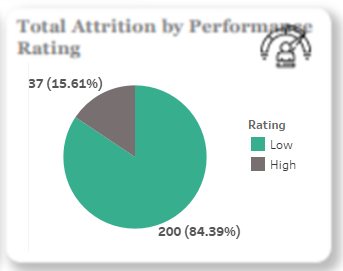 Total Attrition by Performance
Rating
37 (15.61%)
Rating
Low
High
200 (84.39%)